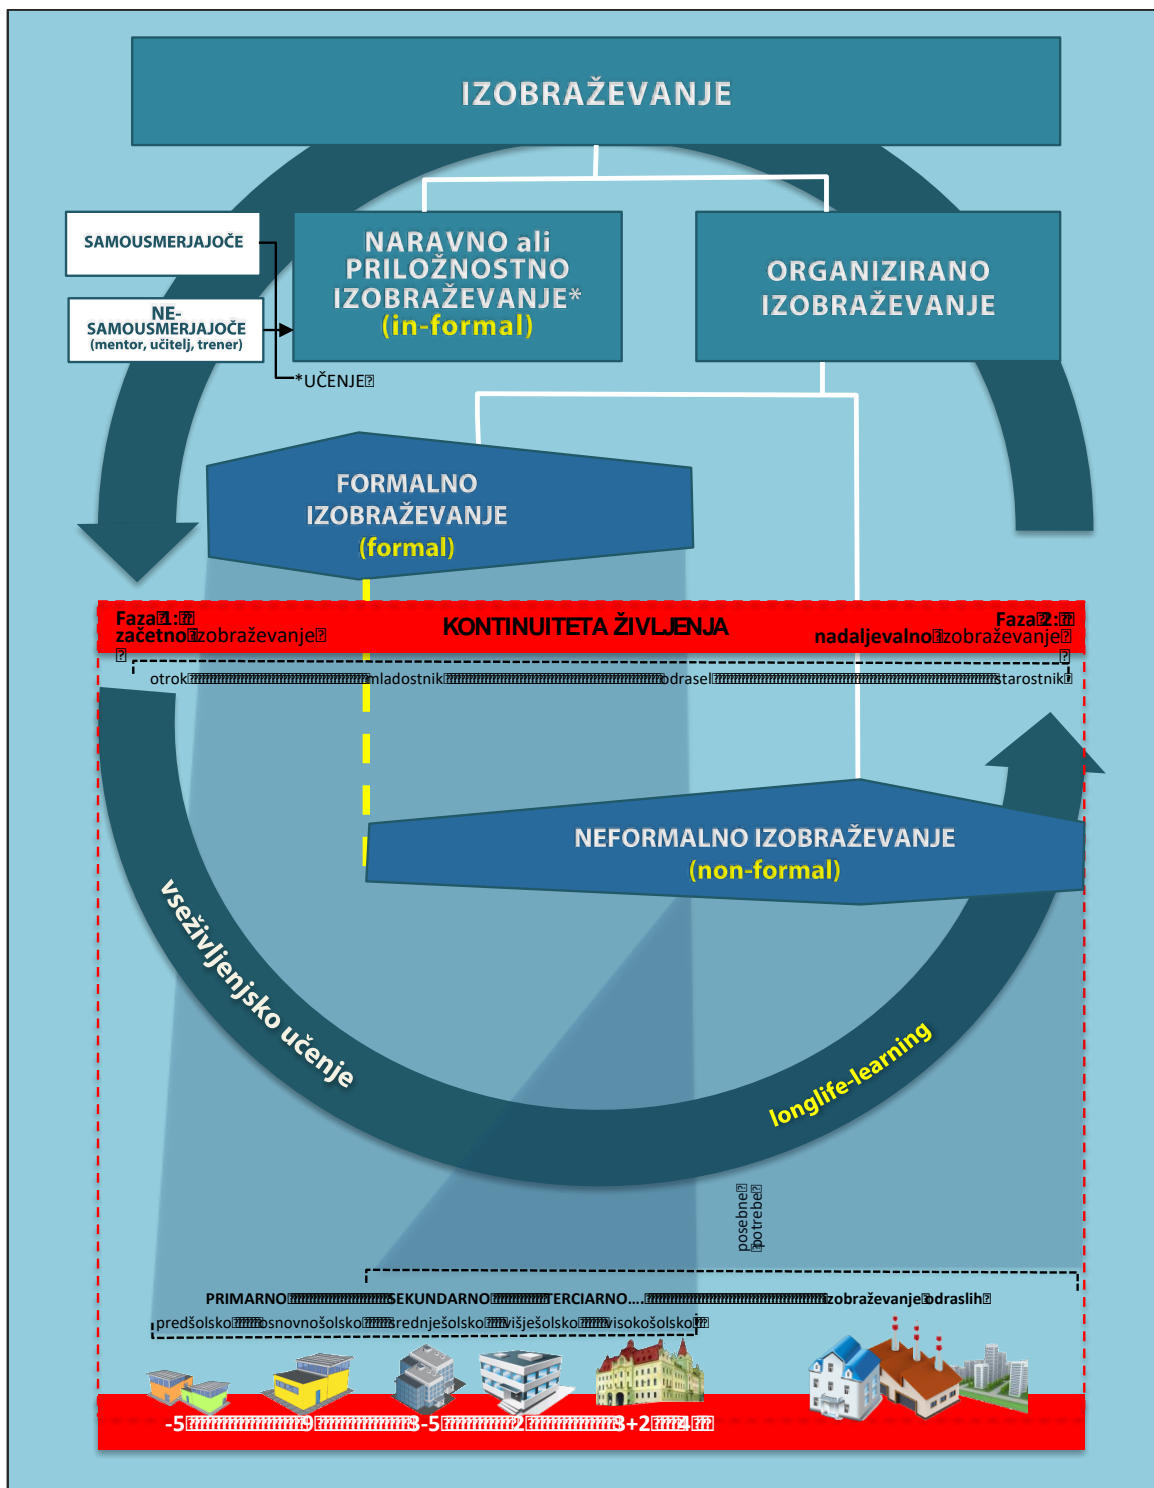 IZOBRAŽEVANJE
SAMOUSMERJAJOČE
NE-
SAMOUSMERJAJOČE
(mentor, učitelj, trener)
NARAVNO ali
PRILOŽNOSTNO
IZOBRAŽEVANJE*
(in-formal)
*UČENJE
ORGANIZIRANO
IZOBRAŽEVANJE
FORMALNO
IZOBRAŽEVANJE
(formal)
Faza 1:
začetno izobraževanje
KONTINUITETA ŽIVLJENJA
Faza 2:
nadaljevalno izobraževanje
otrok mladostnik odrasel starostnik
NEFORMALNO IZOBRAŽEVANJE
(non-formal)
vseživljenjsko učenje
longlife-learning
posebne
potrebe
PRIMARNO SEKUNDARNO TERCIARNO.... izobraževanje odraslih
predšolsko osnovnošolsko srednješolsko višješolsko visokošolsko
-5 9 3-5 2 3+2 4